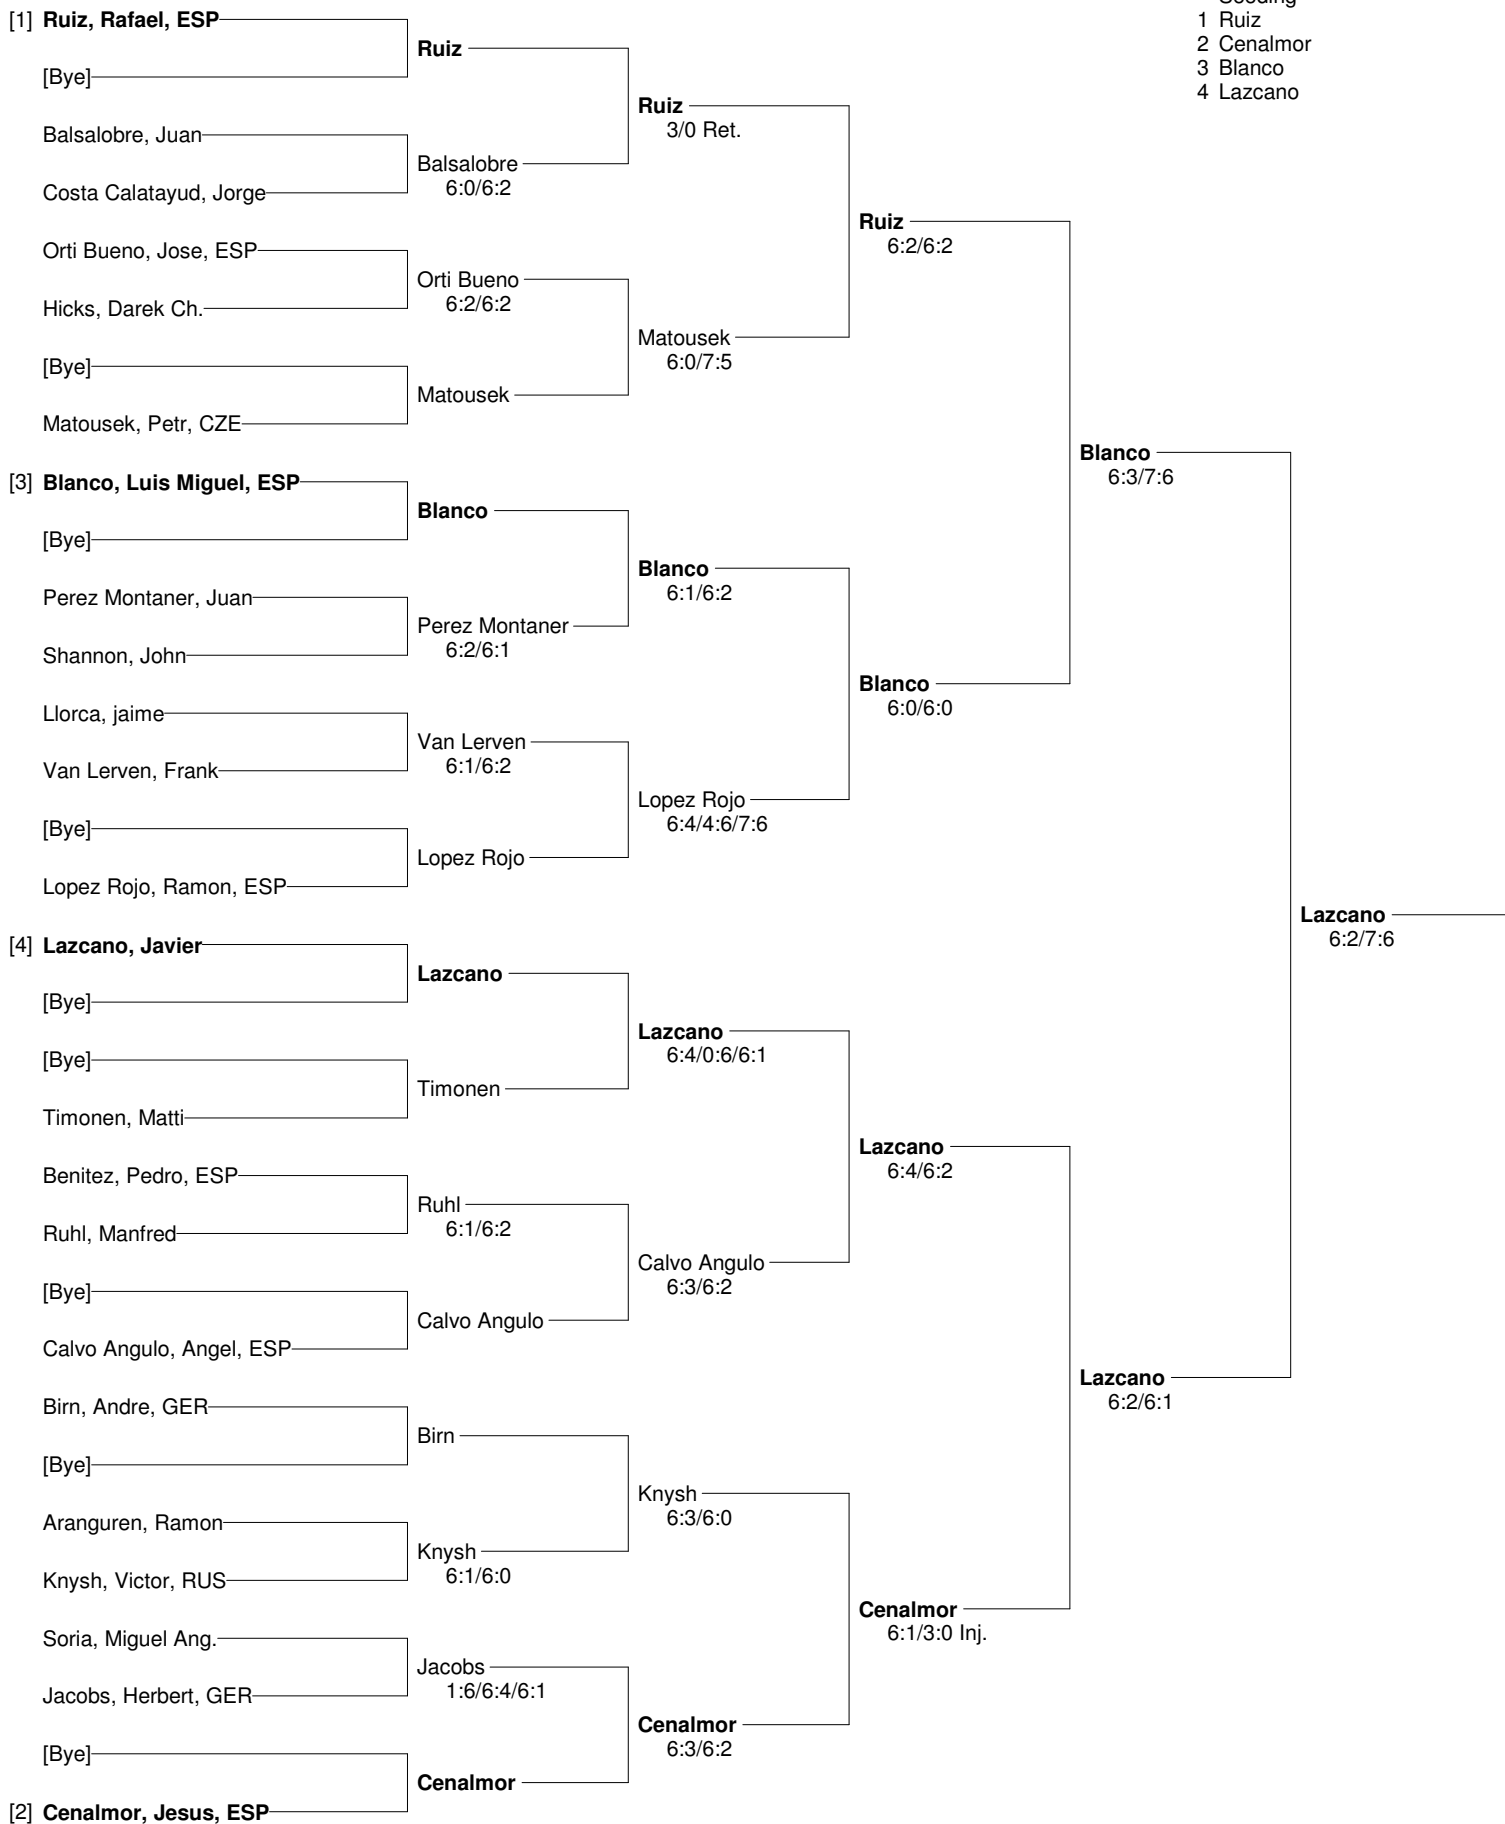 Seeding
1 Ruiz
2 Cenalmor
3 Blanco
4 Lazcano
[1] Ruiz, Rafael, ESP
[Bye]
Balsalobre, Juan
Costa Calatayud, Jorge
Orti Bueno, Jose, ESP
Hicks, Darek Ch.
[Bye]
Matousek, Petr, CZE
[3] Blanco, Luis Miguel, ESP
[Bye]
Perez Montaner, Juan
Shannon, John
Llorca, jaime
Van Lerven, Frank
[Bye]
Lopez Rojo, Ramon, ESP
[4] Lazcano, Javier
[Bye]
[Bye]
Timonen, Matti
Benitez, Pedro, ESP
Ruhl, Manfred
[Bye]
Calvo Angulo, Angel, ESP
Birn, Andre, GER
[Bye]
Aranguren, Ramon
Knysh, Victor, RUS
Soria, Miguel Ang.
Jacobs, Herbert, GER
[Bye]
[2] Cenalmor, Jesus, ESP
Ruiz
Balsalobre
6:0/6:2
Orti Bueno
6:2/6:2
Matousek
Blanco
Perez Montaner
6:2/6:1
Van Lerven
6:1/6:2
Lopez Rojo
Lazcano
Timonen
Ruhl
6:1/6:2
Calvo Angulo
Birn
Knysh
6:1/6:0
Jacobs
1:6/6:4/6:1
Cenalmor
Ruiz
3/0 Ret.
Matousek
6:0/7:5
Blanco
6:1/6:2
Lopez Rojo
6:4/4:6/7:6
Lazcano
6:4/0:6/6:1
Calvo Angulo
6:3/6:2
Knysh
6:3/6:0
Cenalmor
6:3/6:2
Ruiz
6:2/6:2
Blanco
6:0/6:0
Lazcano
6:4/6:2
Cenalmor
6:1/3:0 Inj.
Blanco
6:3/7:6
Lazcano
6:2/6:1
Lazcano
6:2/7:6